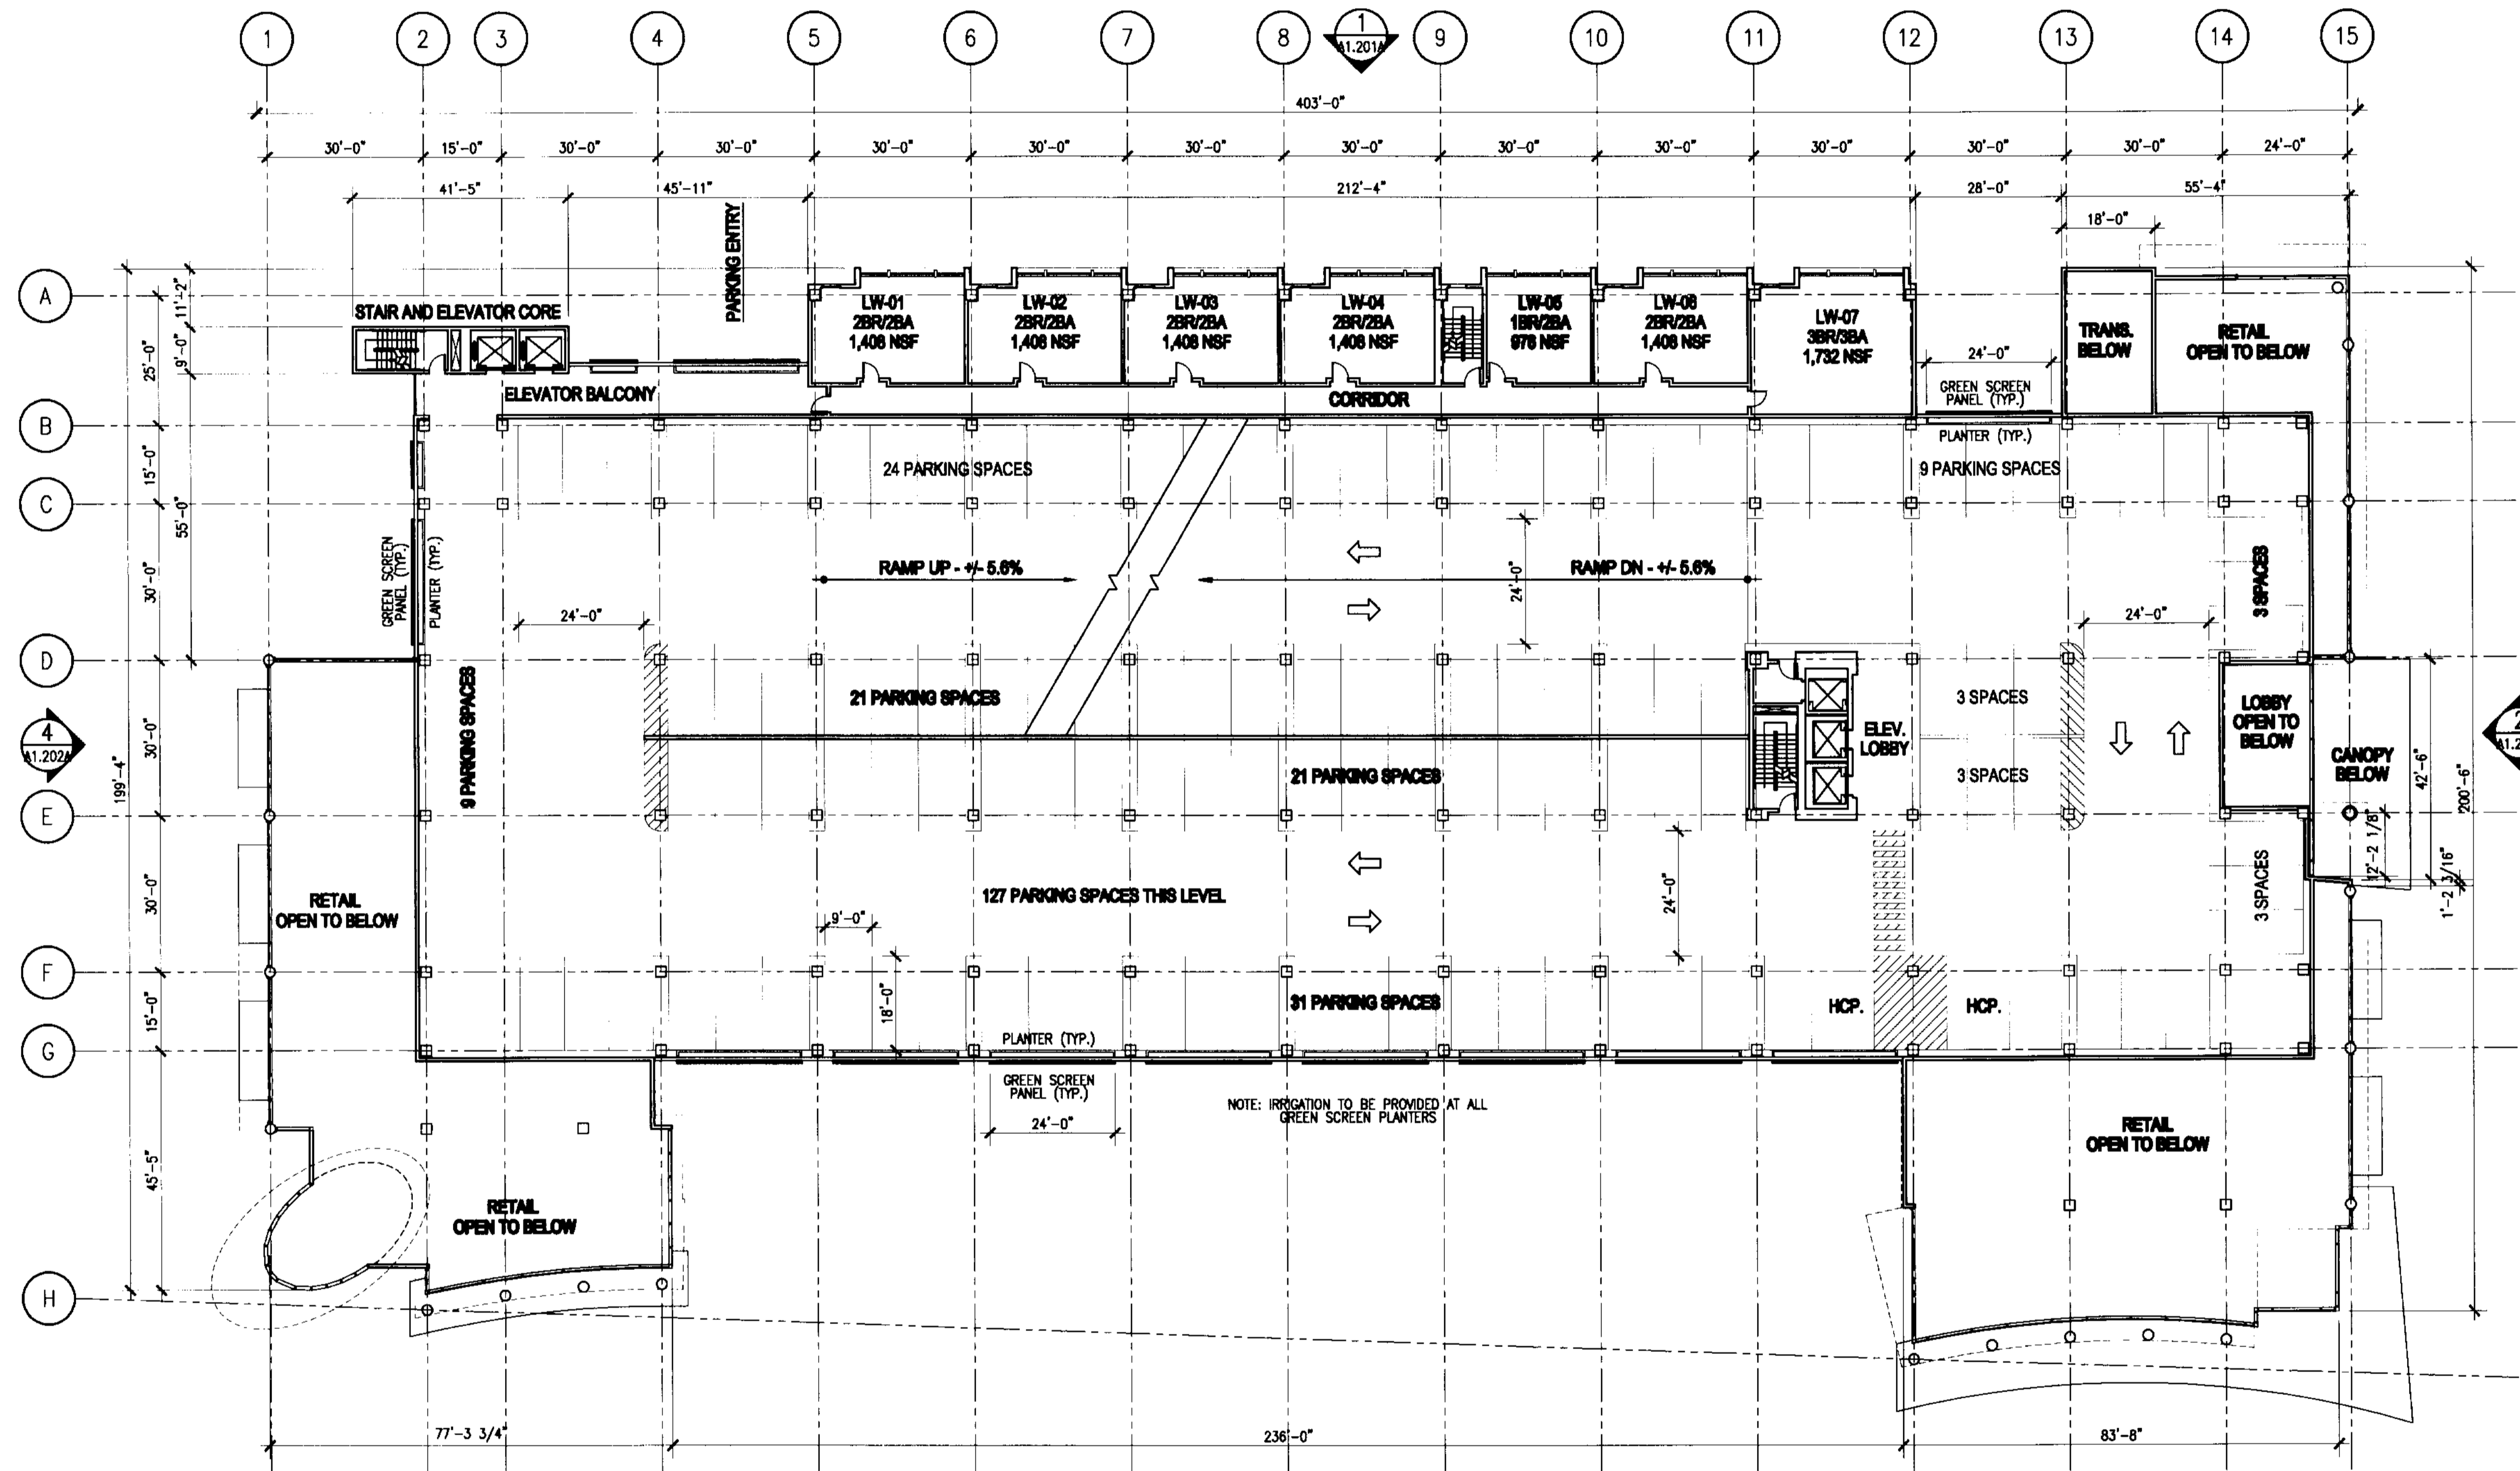 1 2 3 4 5 6 7 8 9 10 11 12 13 14 15
1
A1.201A
403'-0"
30'-0" 15'-0" 30'-0" 30'-0" 30'-0" 30'-0" 30'-0" 30'-0" 30'-0" 30'-0" 30'-0" 30'-0" 30'-0" 24'-0"
41'-5" 45'-11" 212'-4" 28'-0" 55'-4"
18'-0"
PARKING ENTRY
A
11'-2"
9'-0"
25'-0"
STAIR AND ELEVATOR CORE
LW-01
2BR/2BA
1,408 NSF
LW-02
2BR/2BA
1,408 NSF
LW-03
2BR/2BA
1,408 NSF
LW-04
2BR/2BA
1,408 NSF
LW-05
1BR/2BA
976 NSF
LW-06
2BR/2BA
1,408 NSF
LW-07
3BR/3BA
1,732 NSF
TRANS.
BELOW
RETAIL
OPEN TO BELOW
24'-0"
GREEN SCREEN
PANEL (TYP.)
ELEVATOR BALCONY
CORRIDOR
B
PLANTER (TYP.)
15'-0"
24 PARKING SPACES
9 PARKING SPACES
C
55'-0"
30'-0"
GREEN SCREEN
PANEL (TYP.)
PLANTER (TYP.)
RAMP UP - +/- 5.6%
24'-0"
RAMP DN - +/- 5.6%
3 SPACES
24'-0"
24'-0"
D
9 PARKING SPACES
21 PARKING SPACES
3 SPACES
LOBBY
OPEN TO
BELOW
4
A1.202A
30'-0"
199'-4"
ELEV.
LOBBY
CANOPY
BELOW
42'-6"
200'-6"
2
21 PARKING SPACES
3 SPACES
E
12'-2 1/8"
1'-2 3/16"
30'-0"
RETAIL
OPEN TO BELOW
127 PARKING SPACES THIS LEVEL
9'-0"
24'-0"
3 SPACES
F
15'-0"
18'-0"
31 PARKING SPACES
HCP.
HCP.
G
PLANTER (TYP.)
GREEN SCREEN
PANEL (TYP.)
24'-0"
NOTE: IRRIGATION TO BE PROVIDED AT ALL
GREEN SCREEN PLANTERS
RETAIL
OPEN TO BELOW
45'-5"
RETAIL
OPEN TO BELOW
H
77'-3 3/4" 236'-0" 83'-8"